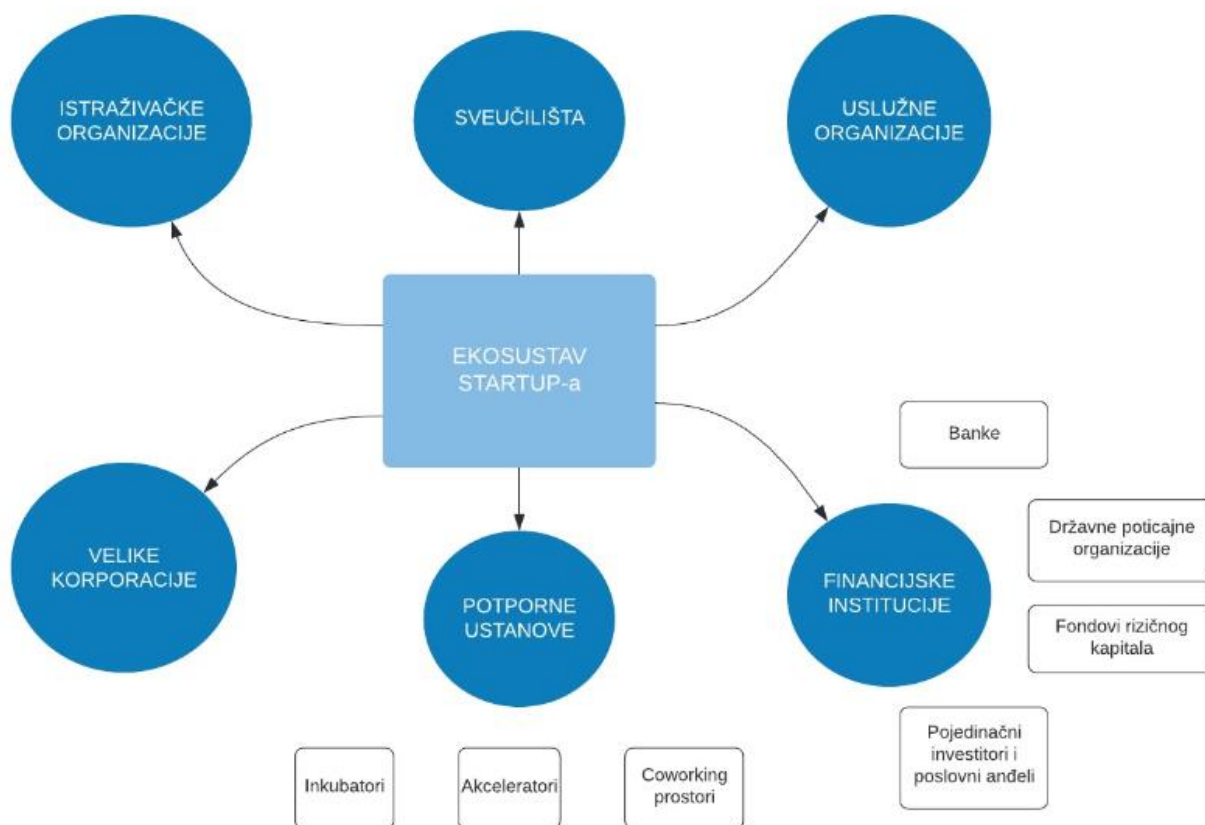 ISTRAŽIVAČKE
ORGANIZACIJE
SVEUČILIŠTA
USLUŽNE
ORGANIZACIJE
EKOSUSTAV
STARTUP-a
Banke
Državne poticajne
organizacije
VELIKE
KORPORACIJE
POTPORNE
USTANOVE
FINANCIJSKE
INSTITUCIJE
Fondovi rizičnog
kapitala
Pojedinačni
investitori i
poslovni anđeli
Inkubatori
Akceleratori
Coworking
prostori